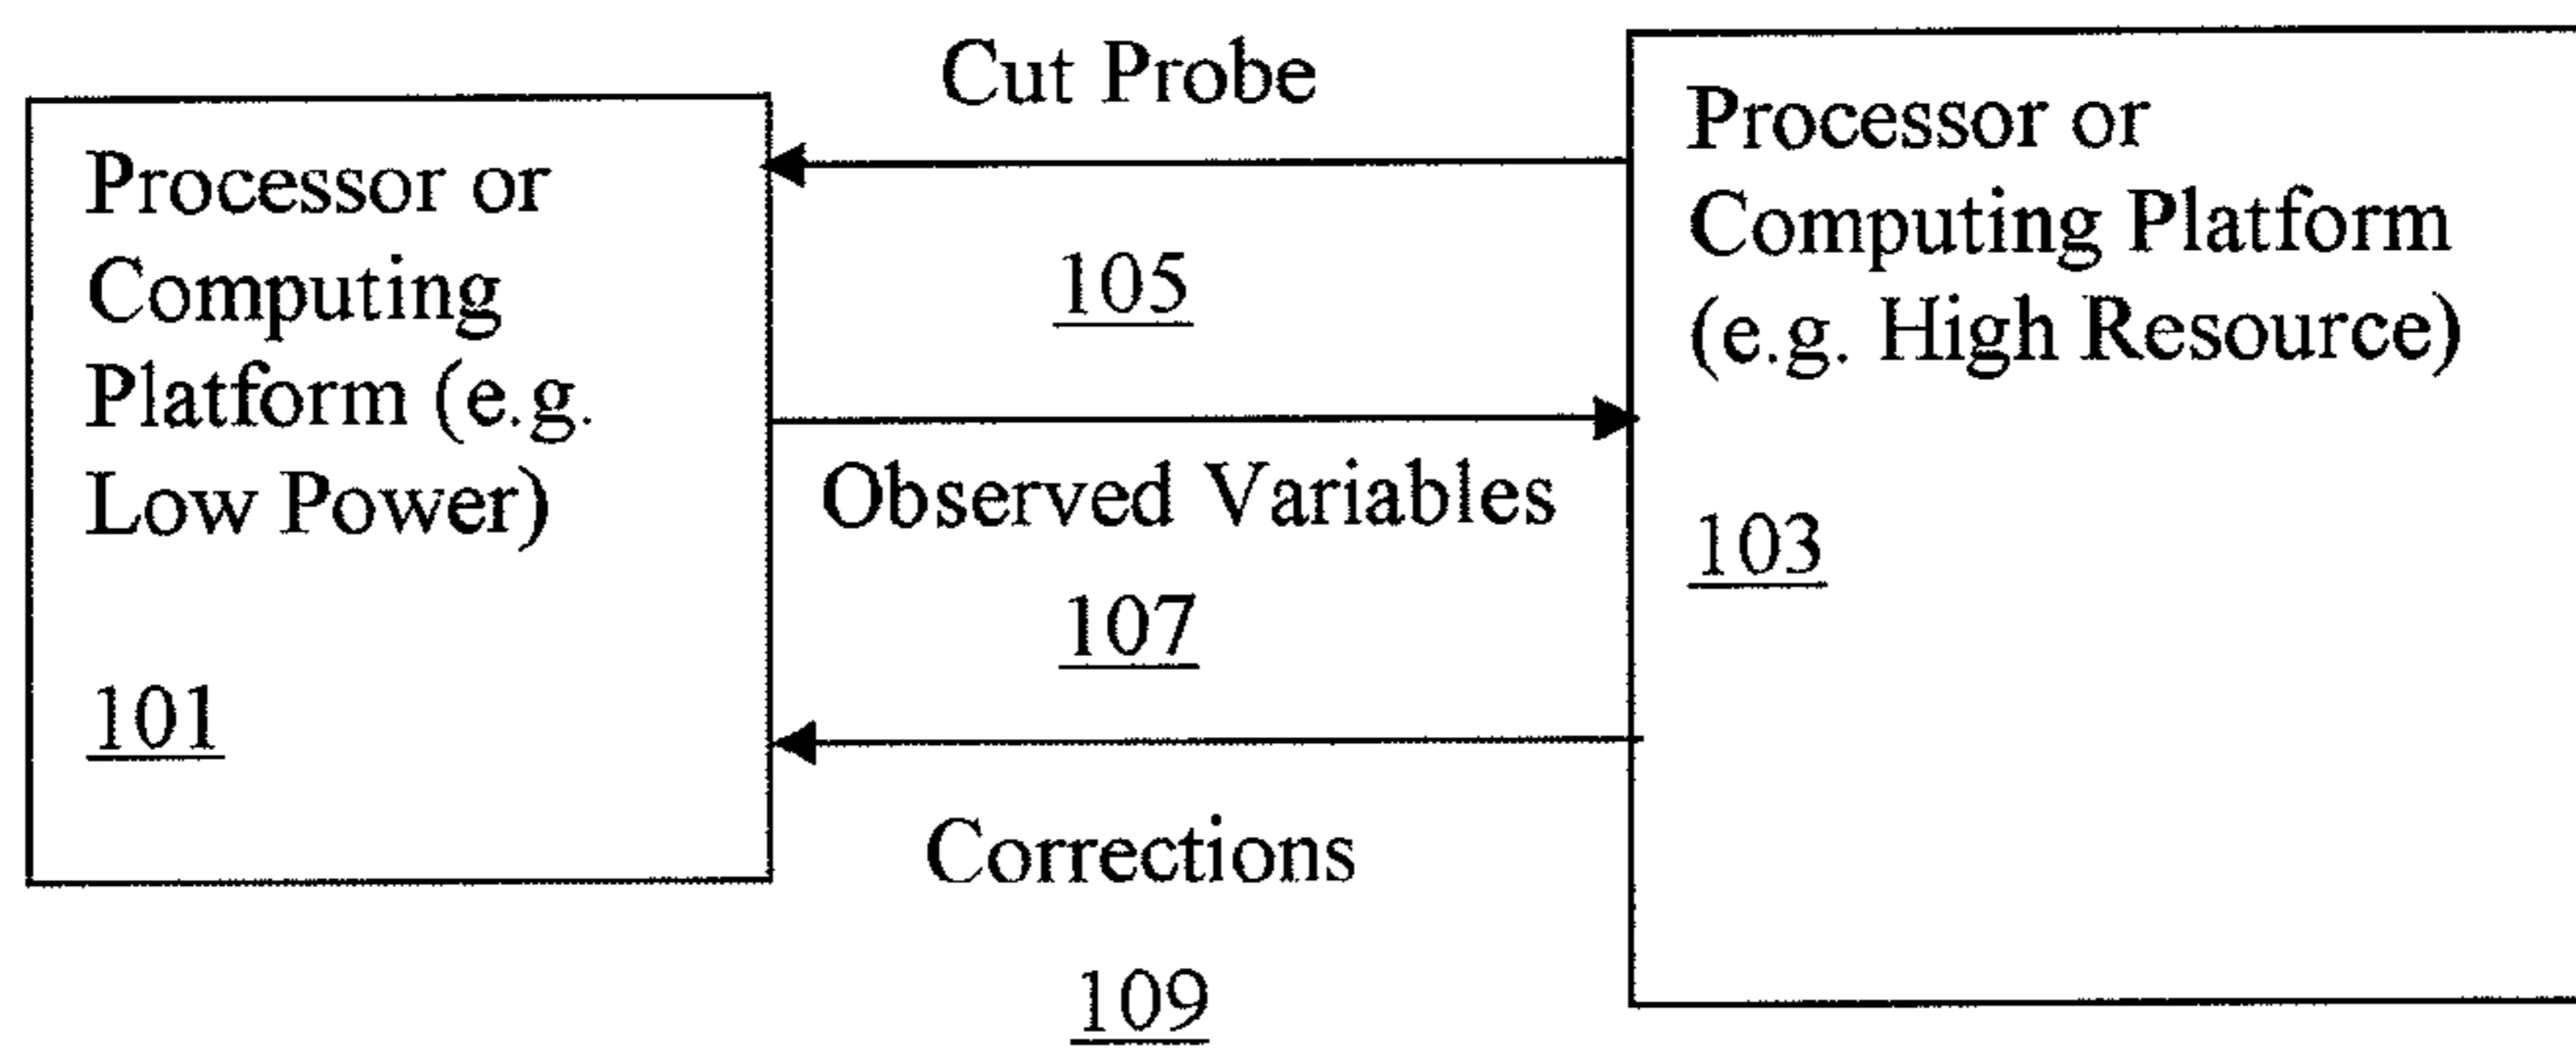 Processor or
Computing
Platform (e.g.
Low Power)
101
Cut Probe
105
Observed Variables
107
Corrections
109
Processor or
Computing Platform
(e.g. High Resource)
103